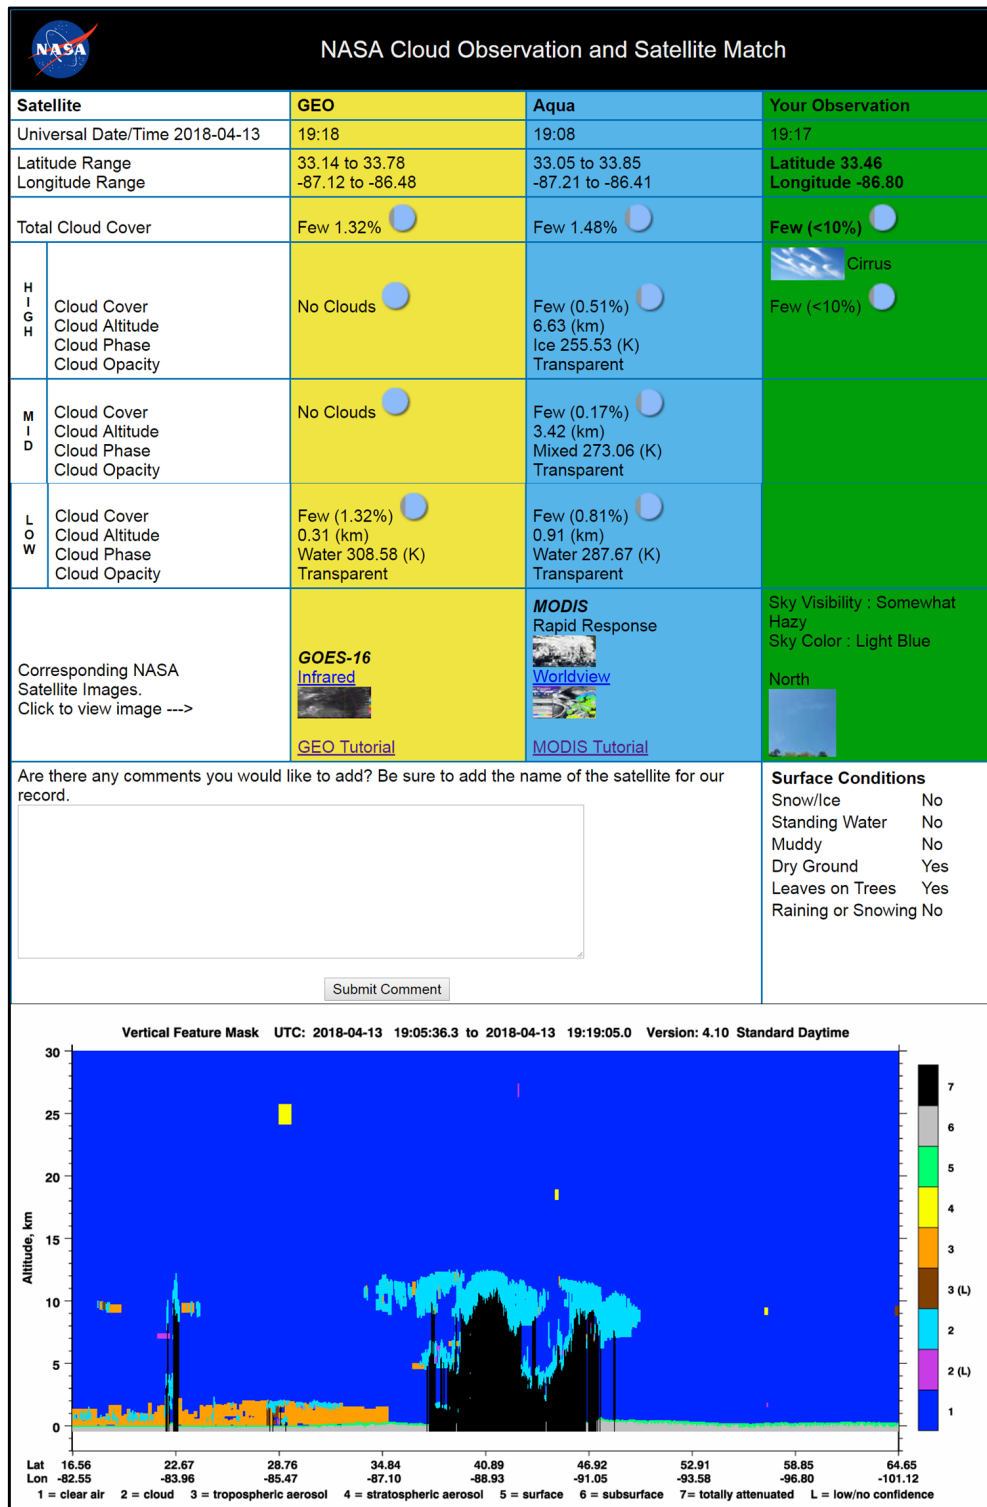 NASA
NASA Cloud Observation and Satellite Match
Satellite GEO Aqua Your Observation
Universal Date/Time 2018-04-13 19:18 19:08 19:17
Latitude Range 33.14 to 33.78 33.05 to 33.85 Latitude 33.46
Longitude Range -87.12 to -86.48 -87.21 to -86.41 Longitude -86.80
Total Cloud Cover Few 1.32% Few 1.48% Few (<10%)
Cirrus
HIGH
Cloud Cover No Clouds Few (0.51%) Few (<10%)
Cloud Altitude 6.63 (km)
Cloud Phase Ice 255.53 (K)
Cloud Opacity Transparent
MID
Cloud Cover No Clouds Few (0.17%)
Cloud Altitude 3.42 (km)
Cloud Phase Mixed 273.06 (K)
Cloud Opacity Transparent
LOW
Cloud Cover Few (1.32%) Few (0.81%)
Cloud Altitude 0.31 (km) 0.91 (km)
Cloud Phase Water 308.58 (K) Water 287.67 (K)
Cloud Opacity Transparent Transparent
Corresponding NASA
Satellite Images.
Click to view image --->
GOES-16
Infrared
GEO Tutorial
MODIS
Rapid Response
Worldview
MODIS Tutorial
Sky Visibility : Somewhat
Hazy
Sky Color : Light Blue
North
Are there any comments you would like to add? Be sure to add the name of the satellite for our
record.
Submit Comment
Surface Conditions
Snow/Ice No
Standing Water No
Muddy No
Dry Ground Yes
Leaves on Trees Yes
Raining or Snowing No
Vertical Feature Mask UTC: 2018-04-13 19:05:36.3 to 2018-04-13 19:19:05.0 Version: 4.10 Standard Daytime
Altitude, km
30
25
20
15
10
5
0
7
6
5
4
3
3 (L)
2
2 (L)
1
Lat 16.56 22.67 28.76 34.84 40.89 46.92 52.91 58.85 64.65
Lon -82.55 -83.96 -85.47 -87.10 -88.93 -91.05 -93.58 -96.80 -101.12
1 = clear air 2 = cloud 3 = tropospheric aerosol 4 = stratospheric aerosol 5 = surface 6 = subsurface 7= totally attenuated L = low/no confidence